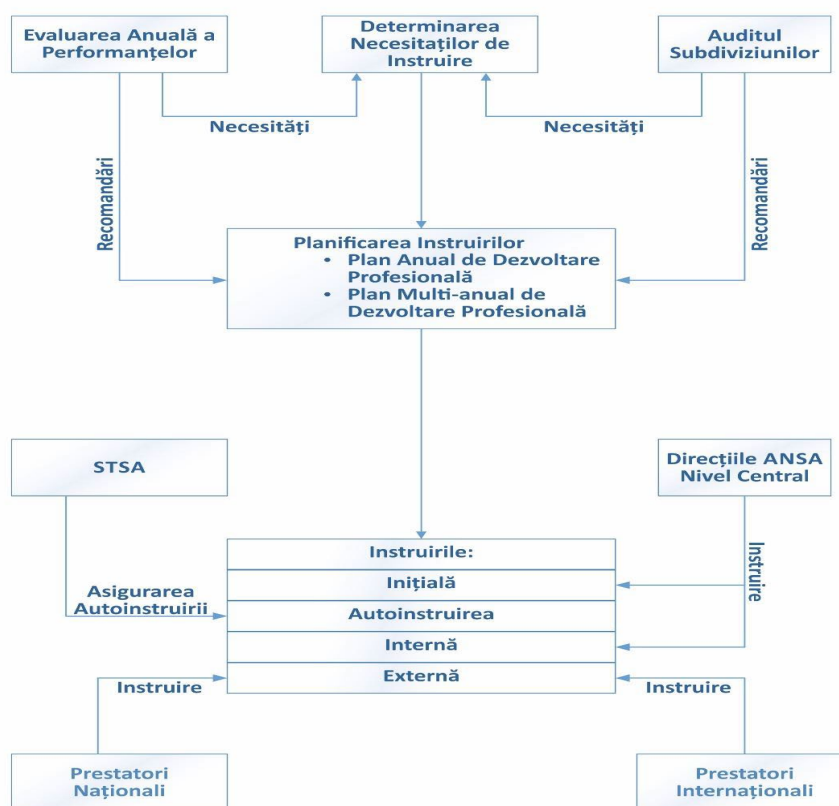 Evaluarea Anuală a
Performanțelor
Determinarea
Necesitaților de
Instruire
Auditul
Subdiviziunilor
Necesități
Necesități
Recomandări
Recomandări
Planificarea Instruirilor
• Plan Anual de Dezvoltare
Profesională
• Plan Multi-anual de
Dezvoltare Profesională
STSA
Direcțiile ANSA
Nivel Central
Instruirile:
Inițială
Autoinstruirea
Internă
Externă
Asigurarea
Autoinstruirii
Instruire
Instruire
Instruire
Prestatori
Naționali
Prestatori
Internaționali